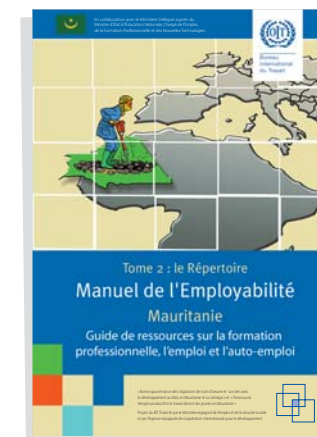 En collaboration avec le Ministère Délégué auprès du
Ministre d'Etat à l'Education Nationale Chargé de l'Emploi,
de la Formation Professionnelle et des Nouvelles Technologies
Bureau
international
du Travail
Tome 2 : le Répertoire
Manuel de l'Employabilité
Mauritanie
Guide de ressources sur la formation
professionnelle, l'emploi et l'auto-emploi